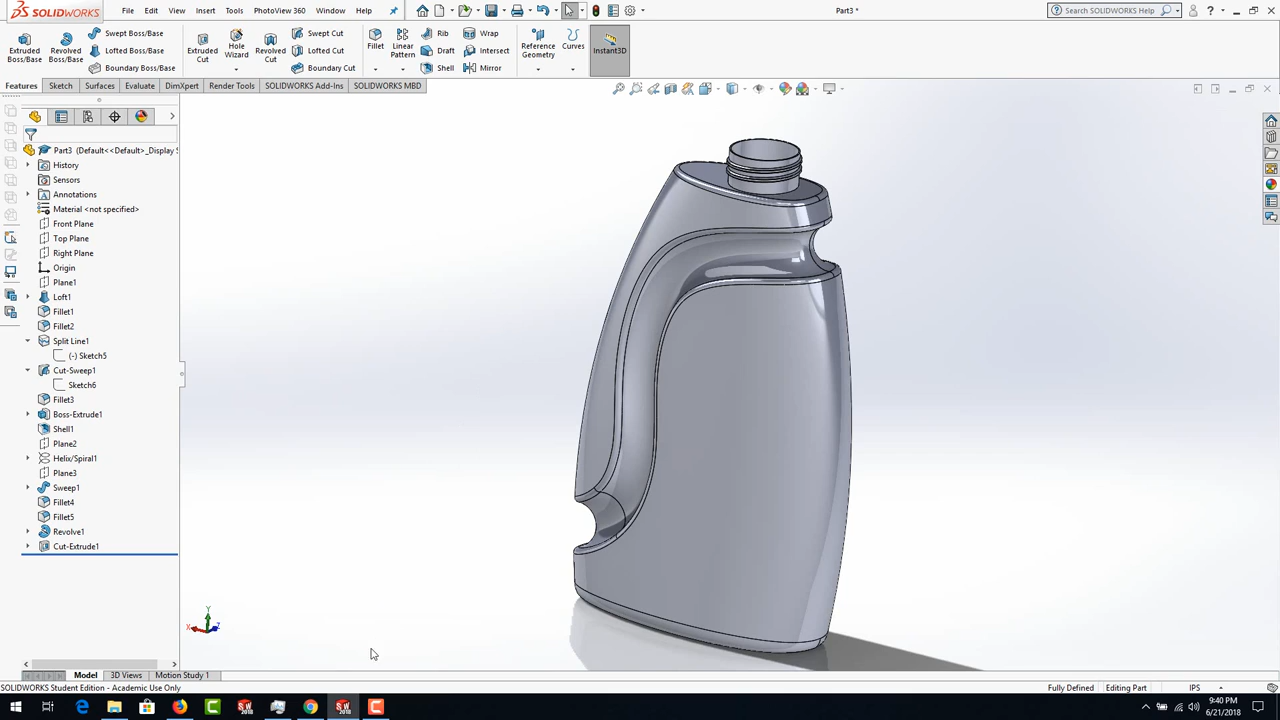 SOLIDWORKS
File Edit View Insert Tools PhotoView 360 Window Help
Part3 *
Search SOLIDWORKS Help
Extruded Boss/Base
Revolved Boss/Base
Swept Boss/Base
Lofted Boss/Base
Boundary Boss/Base
Extruded Cut
Hole Wizard
Revolved Cut
Swept Cut
Lofted Cut
Boundary Cut
Fillet
Linear Pattern
Rib
Draft
Shell
Wrap
Intersect
Mirror
Reference Geometry
Curves
Instant3D
Features Sketch Surfaces Evaluate DimXpert Render Tools SOLIDWORKS Add-Ins SOLIDWORKS MBD
Part3 (Default<<Default>_Display S
History
Sensors
Annotations
Material <not specified>
Front Plane
Top Plane
Right Plane
Origin
Plane1
Loft1
Fillet1
Fillet2
Split Line1
(-) Sketch5
Cut-Sweep1
Sketch6
Fillet3
Boss-Extrude1
Shell1
Plane2
Helix/Spiral1
Plane3
Sweep1
Fillet4
Fillet5
Revolve1
Cut-Extrude1
Y
X Z
Model 3D Views Motion Study 1
SOLIDWORKS Student Edition - Academic Use Only
Fully Defined Editing Part IPS
9:40 PM
6/21/2018